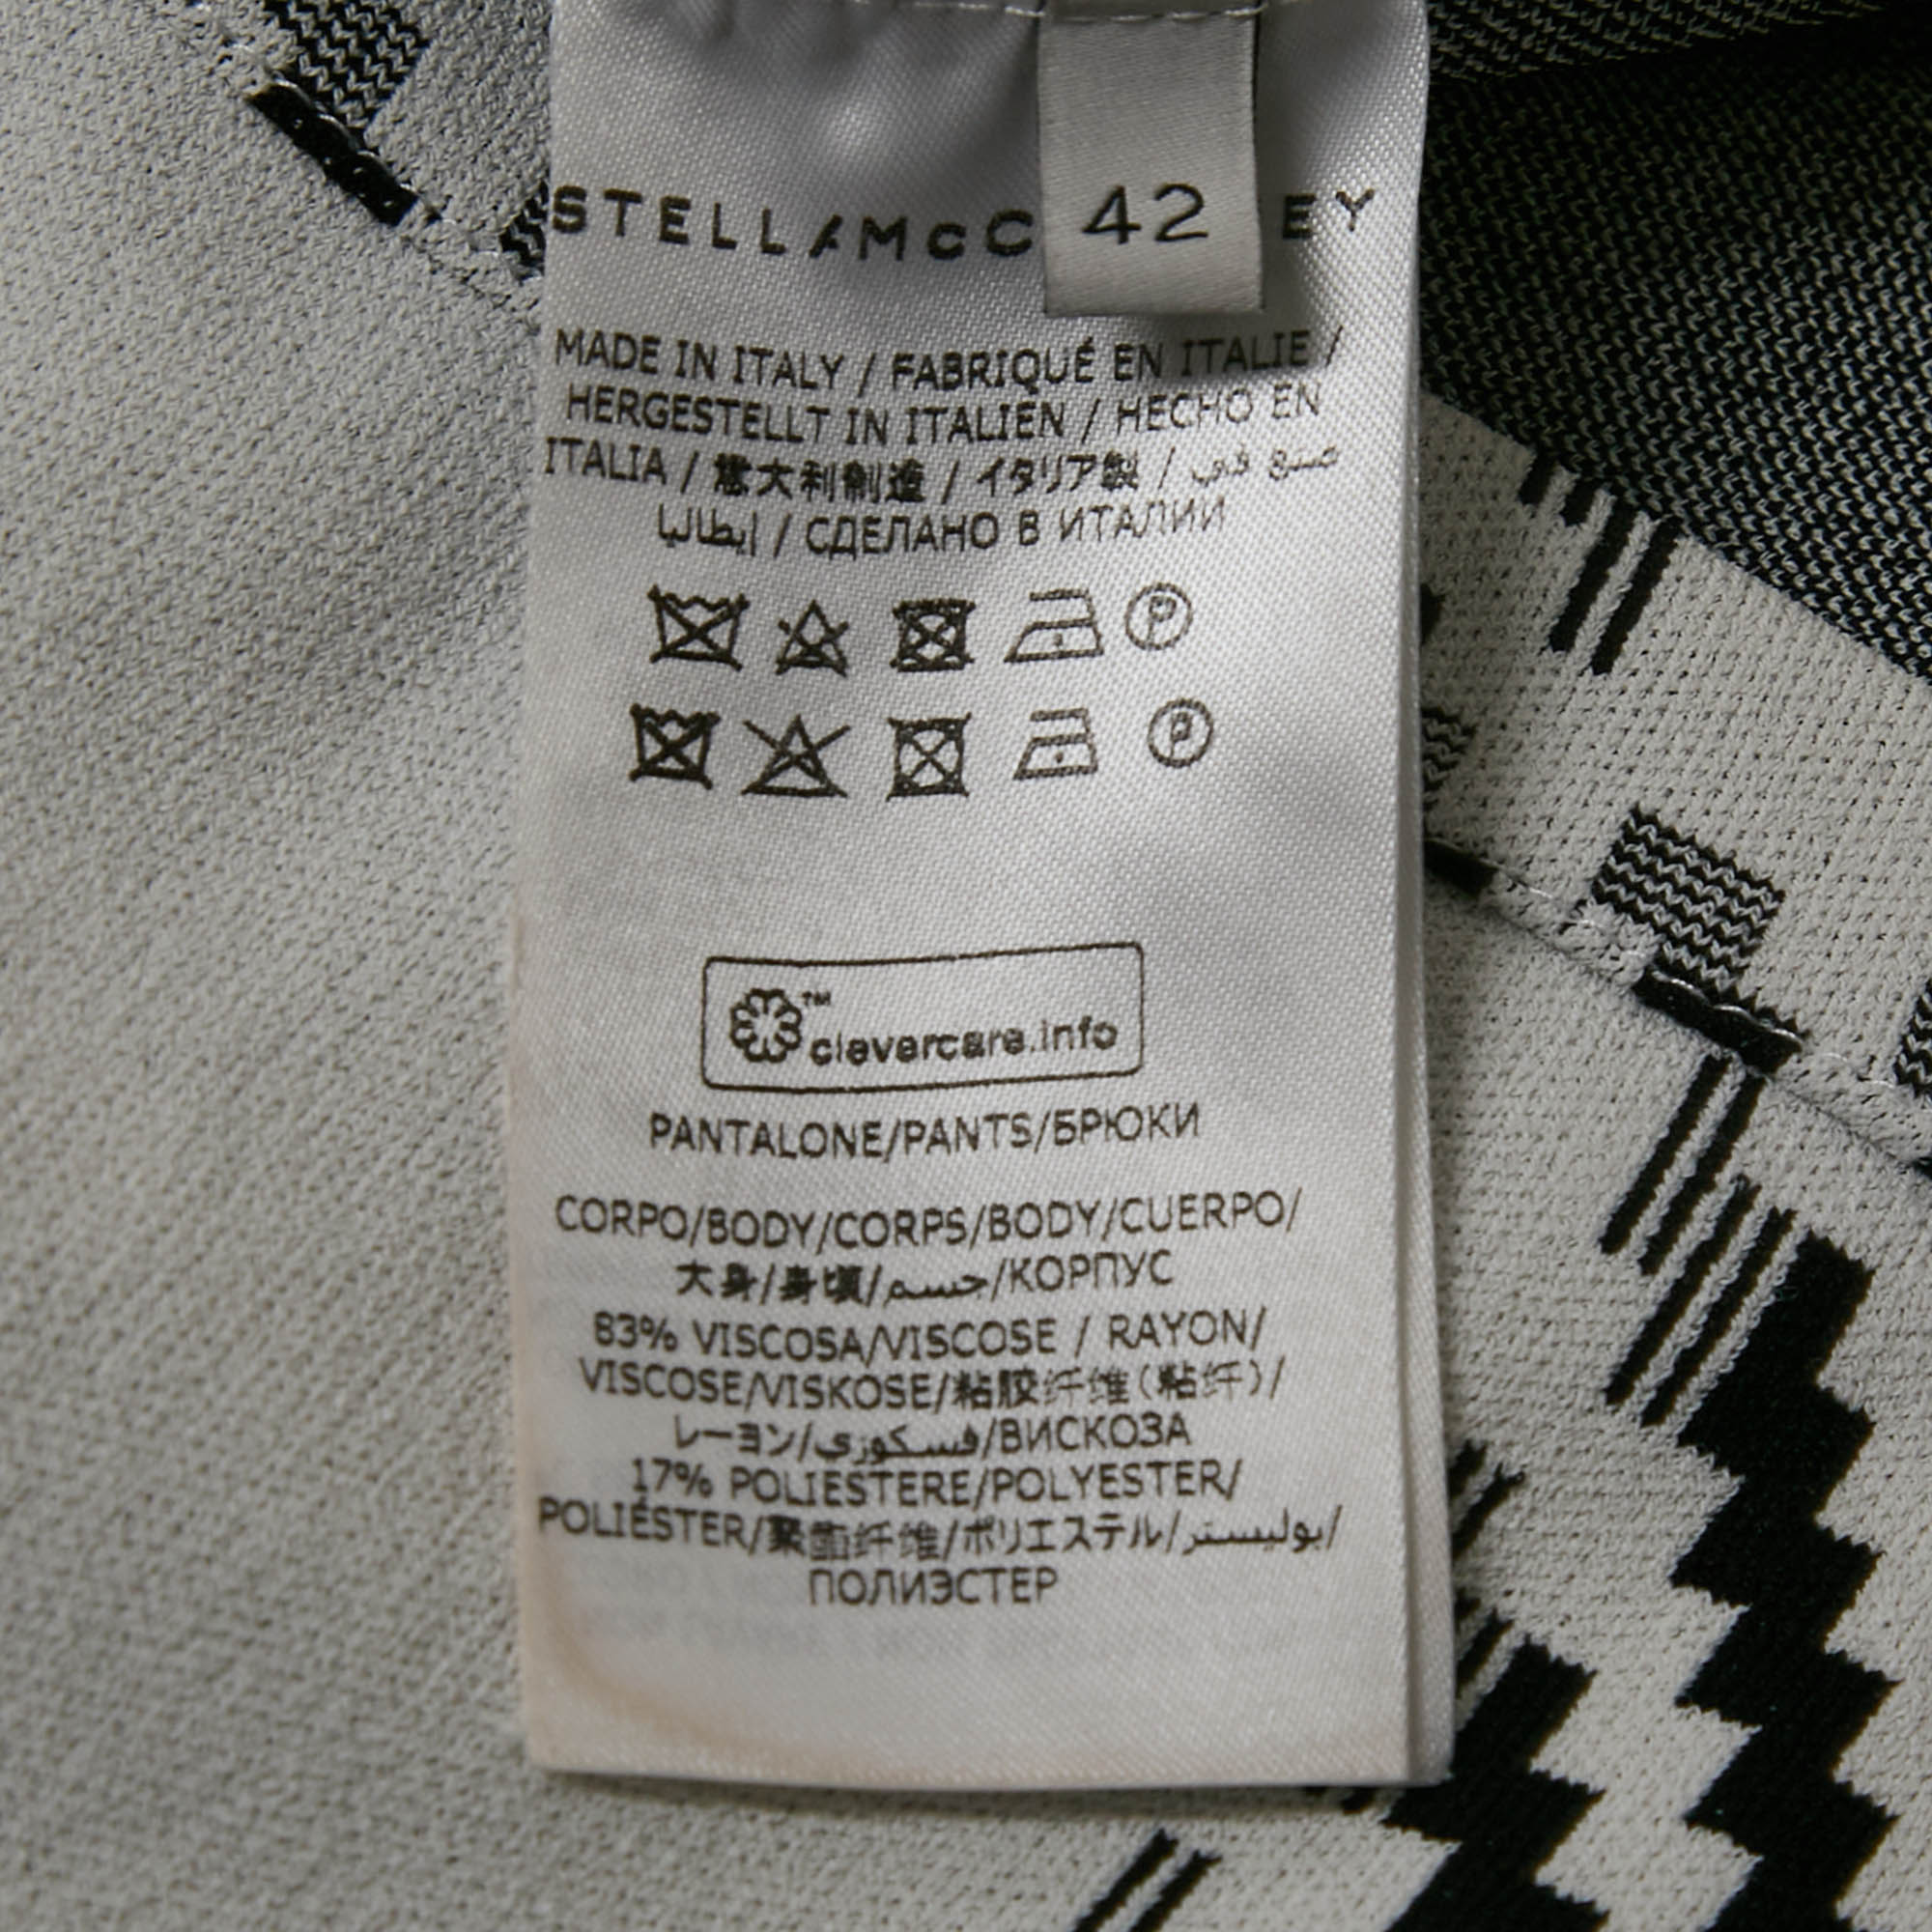 STELLA McC EY
42
MADE IN ITALY / FABRIQUÉ EN ITALIE /
HERGESTELLT IN ITALIEN / HECHO EN
ITALIA / 意大利制造 / イタリア製 / صنع في
إيطاليا / СДЕЛАНО В ИТАЛИИ
P
P
™
clevercare.info
PANTALONE/PANTS/БРЮКИ
CORPO/BODY/CORPS/BODY/CUERPO/
大身/身頃/جسم/КОРПУС
83% VISCOSA/VISCOSE / RAYON/
VISCOSE/VISKOSE/粘胶纤维(粘纤)/
レーヨン/فسكوزي/ВИСКОЗА
17% POLIESTERE/POLYESTER/
POLIÉSTER/聚酯纤维/ポリエステル/بوليستر/
ПОЛИЭСТЕР